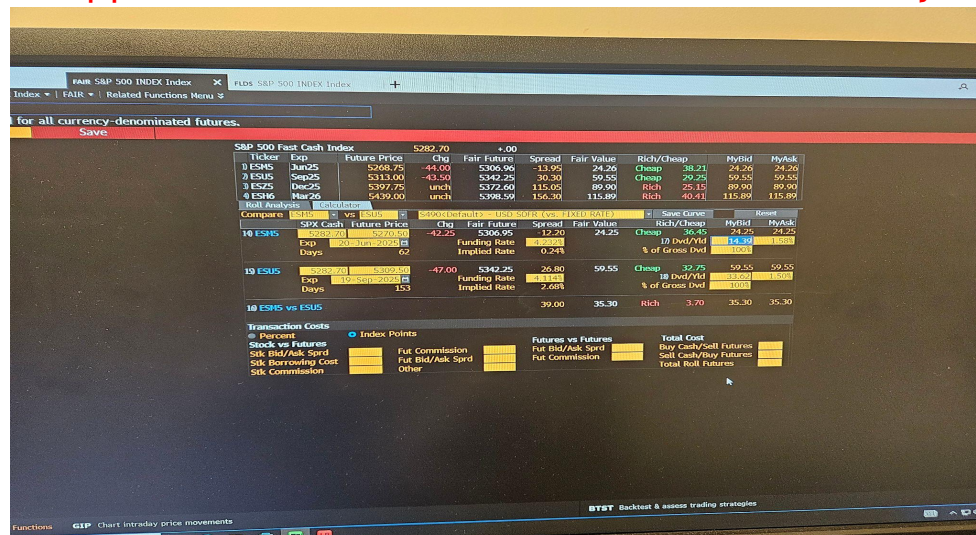 FAIR S&P 500 INDEX Index × FLDS S&P 500 INDEX Index +
Index FAIR Related Functions Menu
for all currency-denominated futures.
Save
S&P 500 Fast Cash Index 5282.70 +.00
Ticker Exp Future Price Chg Fair Future Spread Fair Value Rich/Cheap MyBid MyAsk
1) ESM5 Jun25 5268.75 -44.00 5306.96 -13.95 24.26 Cheap 38.21 24.26 24.26
2) ESU5 Sep25 5313.00 -43.50 5342.25 30.30 59.55 Cheap 29.25 59.55 59.55
3) ESZ5 Dec25 5397.75 unch 5372.60 115.05 89.90 Rich 25.15 89.90 89.90
4) ESH6 Mar26 5439.00 unch 5398.59 156.30 115.89 Rich 40.41 115.89 115.89
Roll Analysis Calculator
Compare ESM5 vs ESU5 S490<Default> - USD SOFR (vs. FIXED RATE) Save Curve Reset
SPX Cash Future Price Chg Fair Future Spread Fair Value Rich/Cheap MyBid MyAsk
14) ESM5 5282.70 5270.50 -42.25 5306.95 -12.20 24.25 Cheap 36.45 24.25 24.25
Exp 20-Jun-2025 Funding Rate 4.232% 17) Dvd/Yld 14.39 1.58%
Days 62 Implied Rate 0.24% % of Gross Dvd 100%
15) ESU5 5282.70 5309.50 -47.00 5342.25 26.80 59.55 Cheap 32.75 59.55 59.55
Exp 19-Sep-2025 Funding Rate 4.114% 18) Dvd/Yld 33.62 1.50%
Days 153 Implied Rate 2.68% % of Gross Dvd 100%
16) ESM5 vs ESU5 39.00 35.30 Rich 3.70 35.30 35.30
Transaction Costs
Percent Index Points
Stock vs Futures Futures vs Futures Total Cost
Stk Bid/Ask Sprd Fut Commission Fut Bid/Ask Sprd Buy Cash/Sell Futures
Stk Borrowing Cost Fut Bid/Ask Sprd Fut Commission Sell Cash/Buy Futures
Stk Commission Other Total Roll Futures
Functions GIP Chart intraday price movements BTST Backtest & assess trading strategies